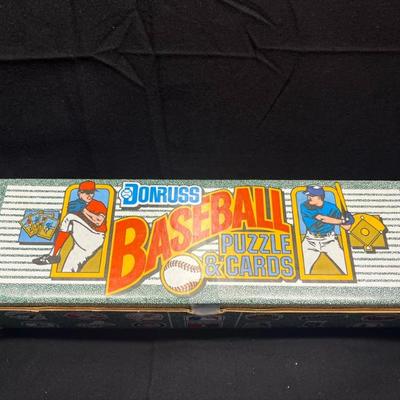 DONRUSS
BASEBALL
PUZZLE
& CARDS